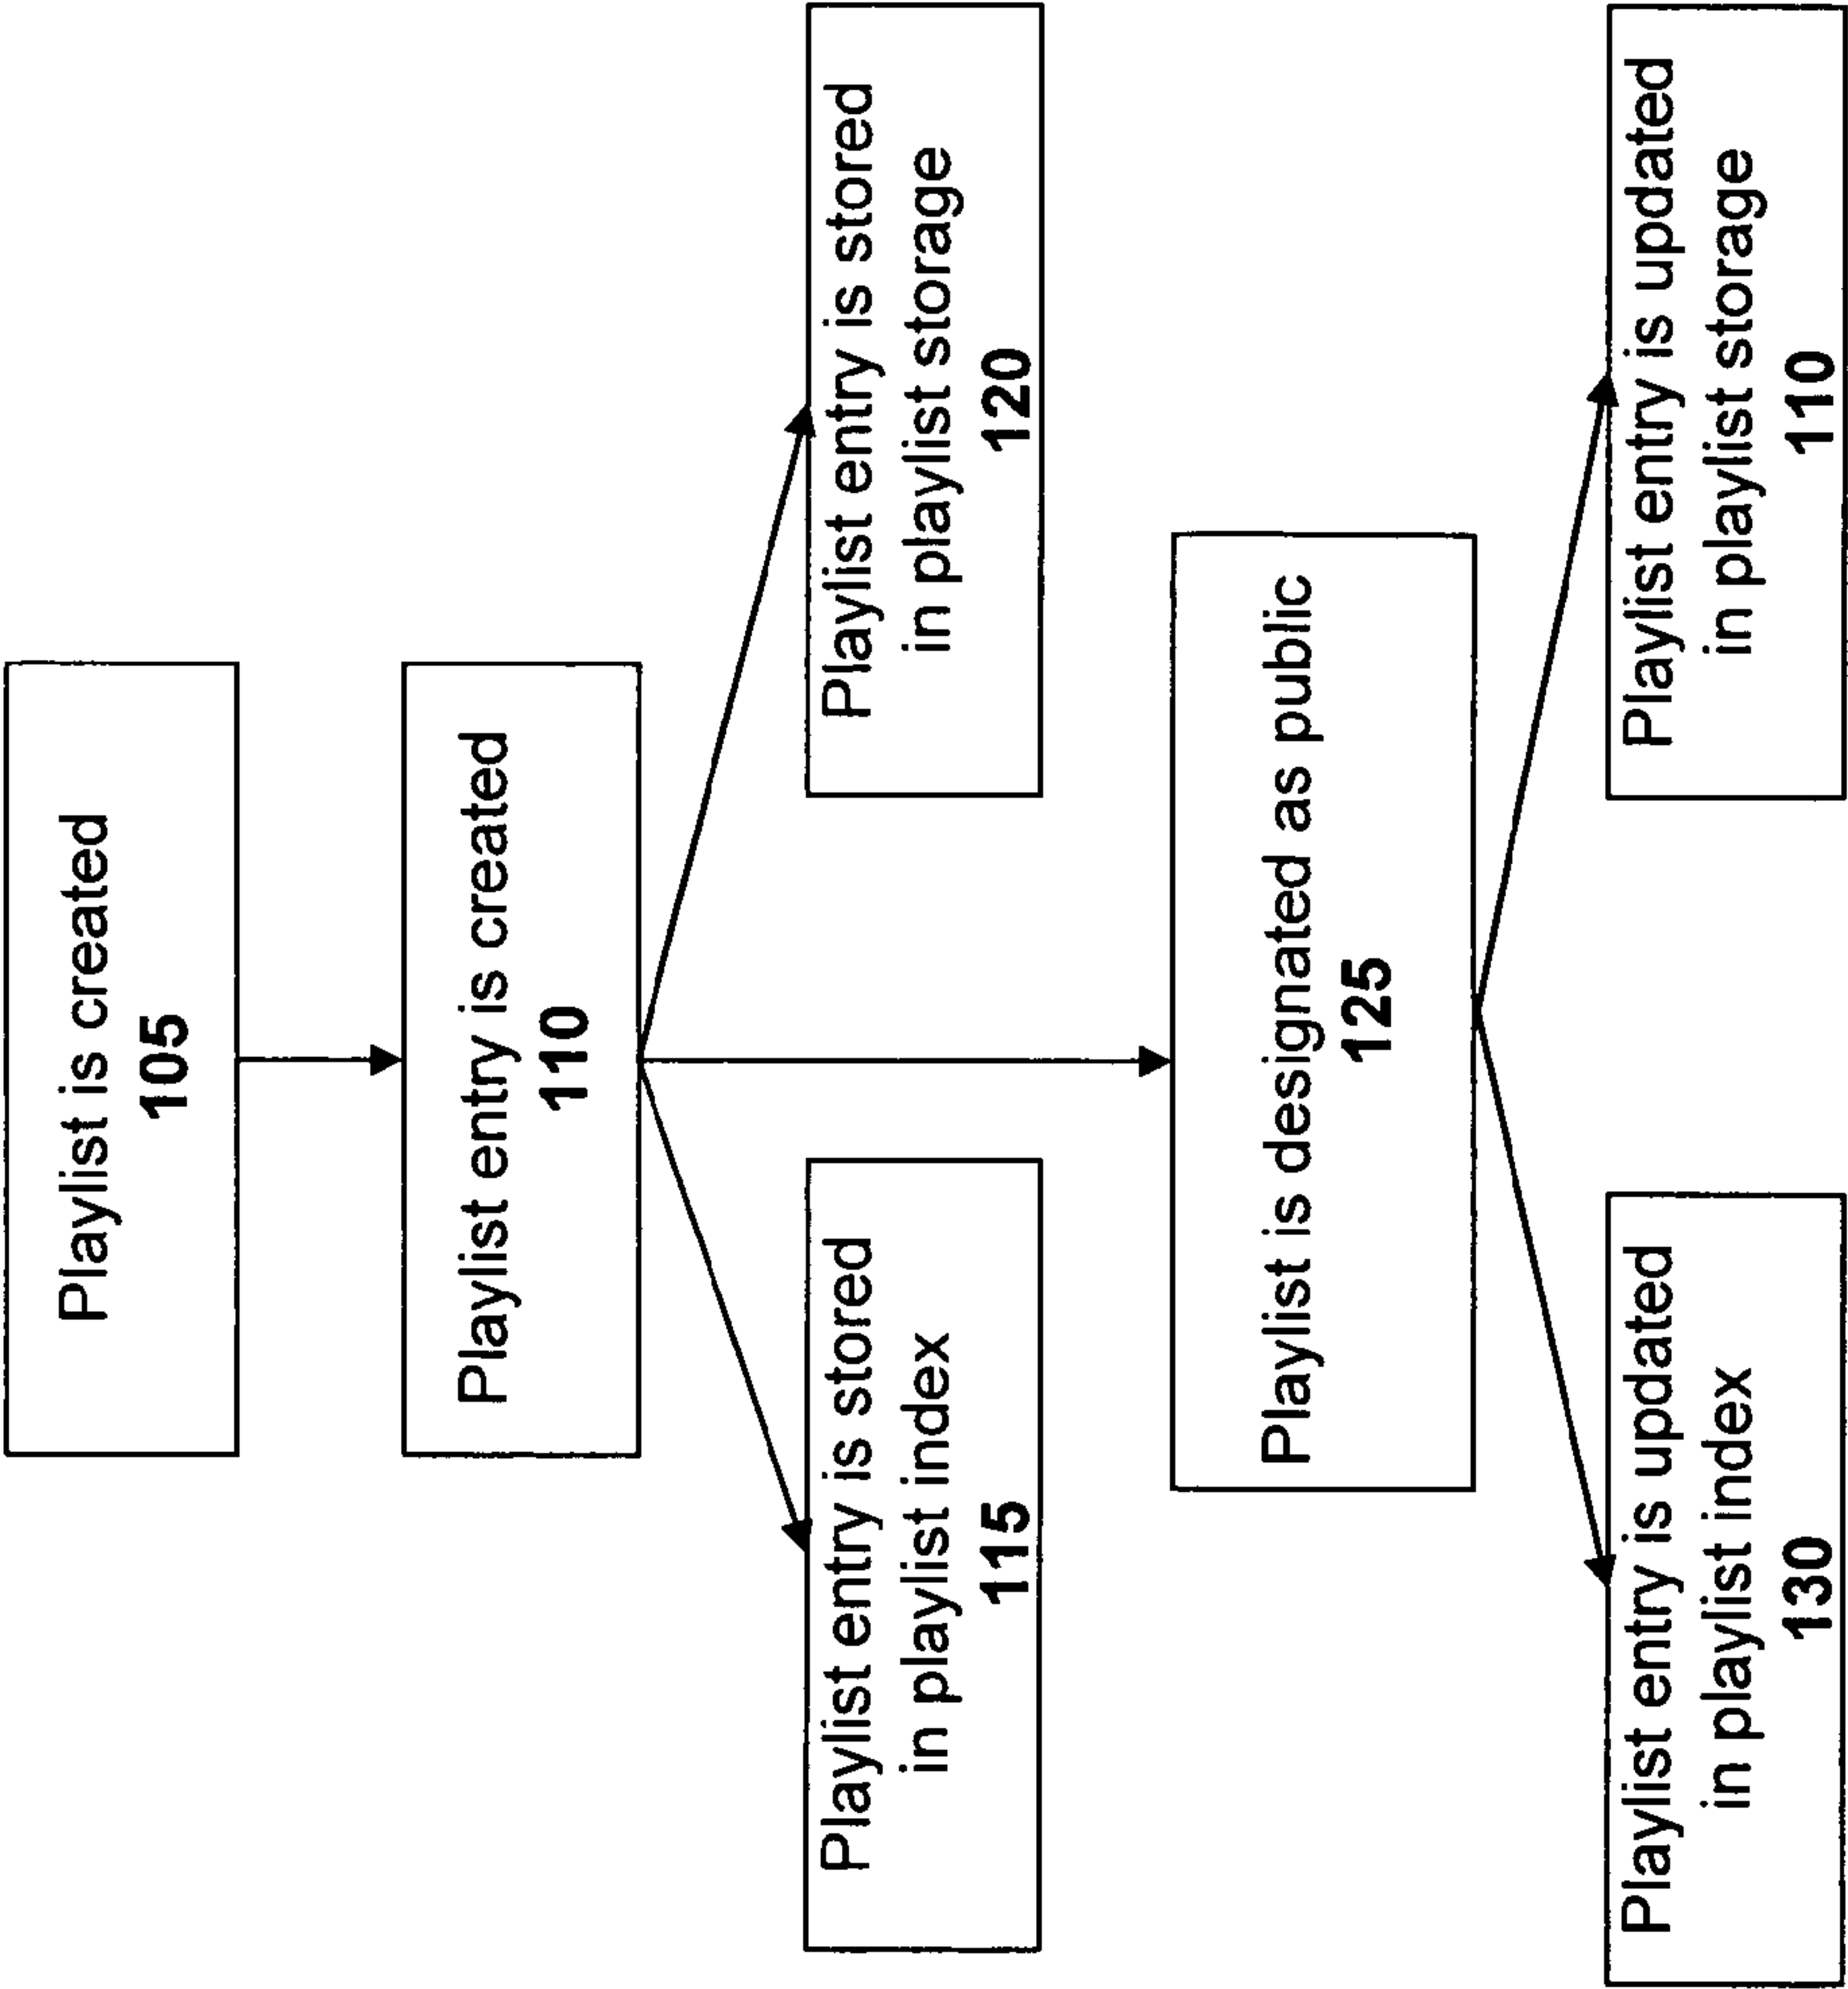 Playlist is created
105
Playlist entry is created
110
Playlist entry is stored
in playlist index
115
Playlist entry is stored
in playlist storage
120
Playlist is designated as public
125
Playlist entry is updated
in playlist index
130
Playlist entry is updated
in playlist storage
110